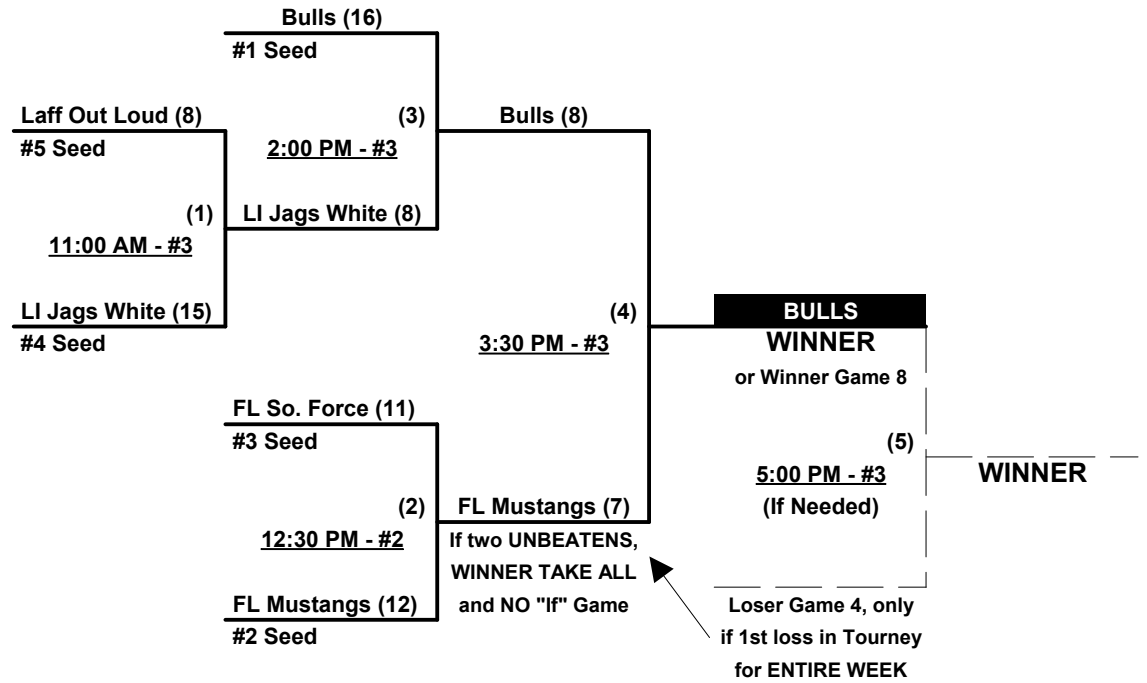 Bulls (16)
#1 Seed
Laff Out Loud (8)
#5 Seed
(3)
2:00 PM - #3
Bulls (8)
(1)
11:00 AM - #3
LI Jags White (8)
LI Jags White (15)
#4 Seed
(4)
3:30 PM - #3
BULLS
WINNER
or Winner Game 8
FL So. Force (11)
#3 Seed
(5)
5:00 PM - #3
(If Needed)
WINNER
(2)
12:30 PM - #2
FL Mustangs (7)
If two UNBEATENS,
WINNER TAKE ALL
and NO "If" Game
FL Mustangs (12)
#2 Seed
Loser Game 4, only
if 1st loss in Tourney
for ENTIRE WEEK